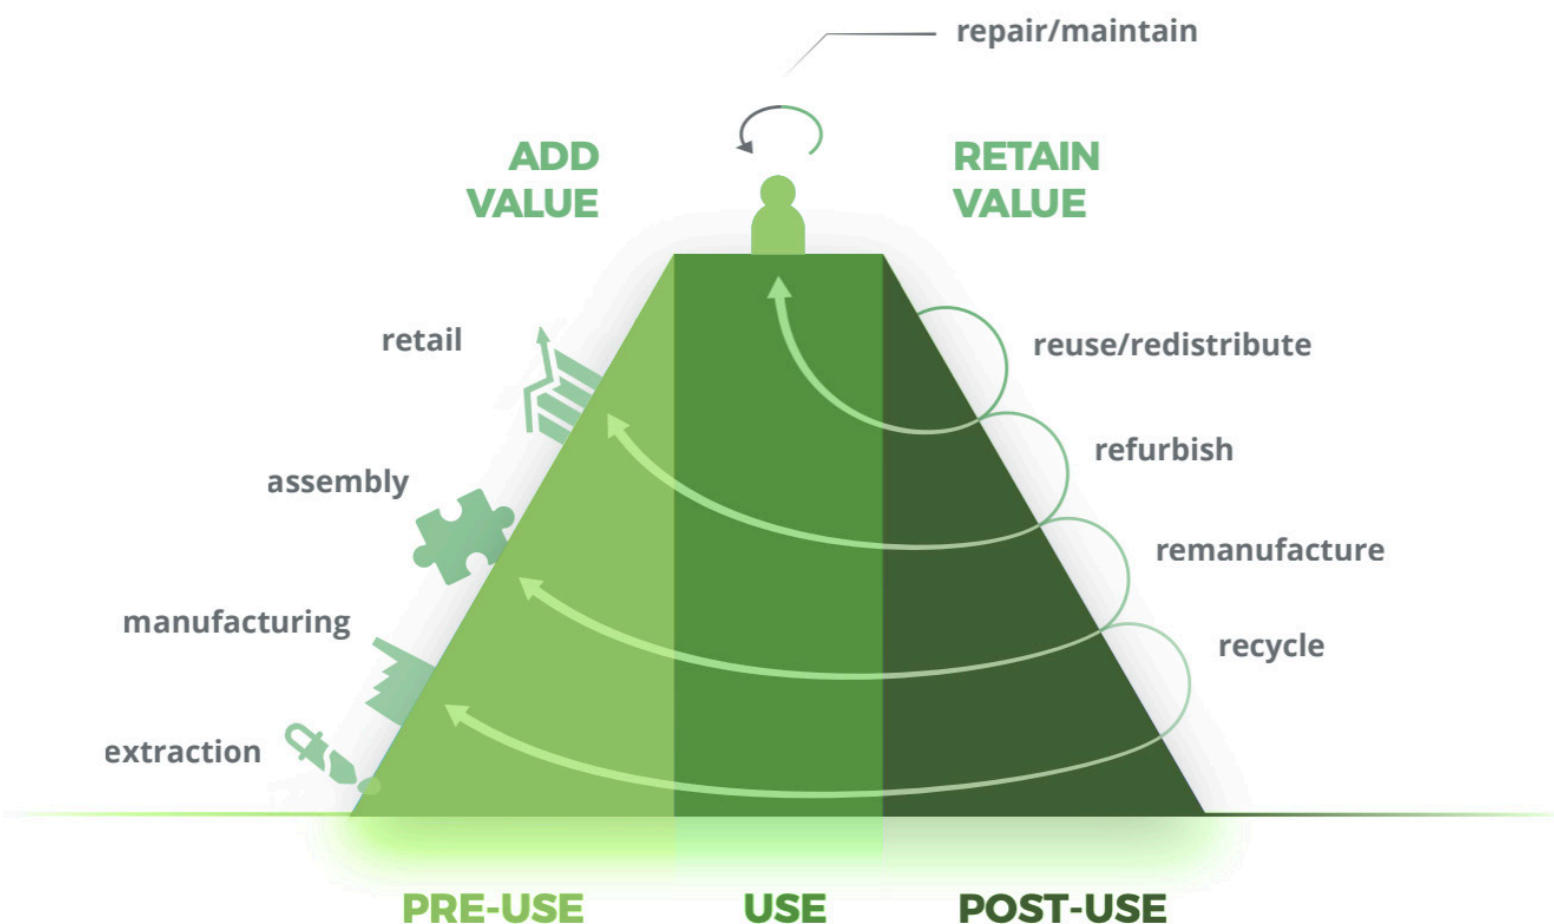 repair/maintain
ADD
VALUE
RETAIN
VALUE
retail
reuse/redistribute
refurbish
assembly
remanufacture
manufacturing
recycle
extraction
PRE-USE
USE
POST-USE